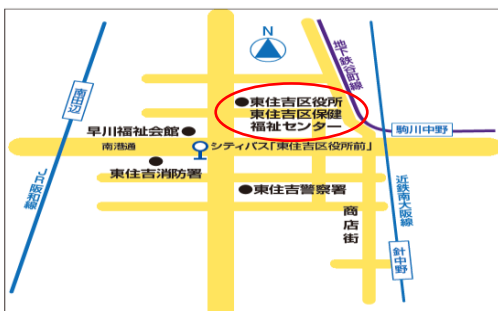 N
地下鉄谷町線
南田辺
東住吉区役所
東住吉区保健
福祉センター
早川福祉会館
駒川中野
南港通
シティバス「東住吉区役所前」
東住吉消防署
JR阪和線
東住吉警察署
近鉄南大阪線
商店街
針中野